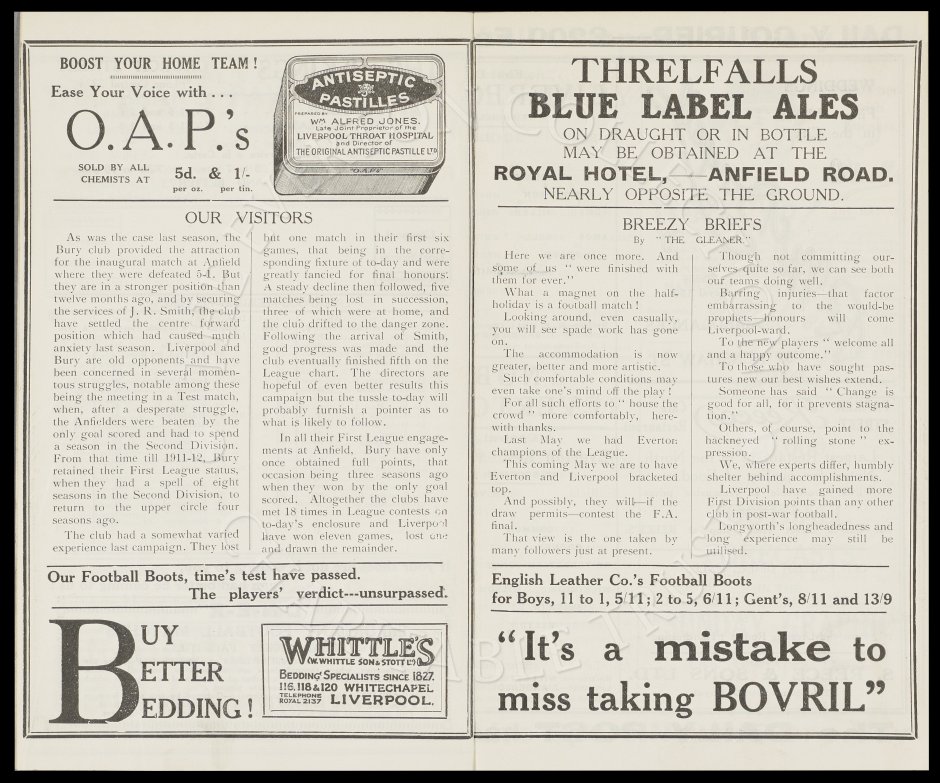 BOOST YOUR HOME TEAM!
Ease Your Voice with . . .
O.A.P.'s
SOLD BY ALL
CHEMISTS AT
5d. & 1/-
per oz. per tin.
ANTISEPTIC
PASTILLES
PREPARED BY
WM ALFRED JONES.
Late Joint Proprietor of the
LIVERPOOL THROAT HOSPITAL
and Director of
THE ORIGINAL ANTISEPTIC PASTILLE LTD
"O.A.P.S"
OUR VISITORS
As was the case last season, the
Bury club provided the attraction
for the inaugural match at Anfield
where they were defeated 5-1. But
they are in a stronger position than
twelve months ago, and by securing
the services of J. R. Smith, the club
have settled the centre forward
position which had caused much
anxiety last season. Liverpool and
Bury are old opponents and have
been concerned in several momen-
tous struggles, notable among these
being the meeting in a Test match,
when, after a desperate struggle,
the Anfielders were beaten by the
only goal scored and had to spend
a season in the Second Division.
From that time till 1911-12, Bury
retained their First League status,
when they had a spell of eight
seasons in the Second Division, to
return to the upper circle four
seasons ago.
The club had a somewhat varied
experience last campaign. They lost
but one match in their first six
games, that being in the corre-
sponding fixture of to-day and were
greatly fancied for final honours.
A steady decline then followed, five
matches being lost in succession,
three of which were at home, and
the club drifted to the danger zone.
Following the arrival of Smith,
good progress was made and the
club eventually finished fifth on the
League chart. The directors are
hopeful of even better results this
campaign but the tussle to-day will
probably furnish a pointer as to
what is likely to follow.
In all their First League engage-
ments at Anfield, Bury have only
once obtained full points, that
occasion being three seasons ago
when they won by the only goal
scored. Altogether the clubs have
met 18 times in League contests on
to-day's enclosure and Liverpool
have won eleven games, lost one
and drawn the remainder.
Our Football Boots, time's test have passed.
The players' verdict---unsurpassed.
BUY
BETTER
BEDDING!
WHITTLE'S
(W. WHITTLE SON & STOTT LD)
BEDDING SPECIALISTS SINCE 1827.
116, 118 & 120 WHITECHAPEL
TELEPHONE
ROYAL 2137
LIVERPOOL.
THRELFALLS
BLUE LABEL ALES
ON DRAUGHT OR IN BOTTLE
MAY BE OBTAINED AT THE
ROYAL HOTEL, — ANFIELD ROAD.
NEARLY OPPOSITE THE GROUND.
BREEZY BRIEFS
By "THE GLEANER."
Here we are once more. And
some of us "were finished with
them for ever."
What a magnet on the half-
holiday is a football match!
Looking around, even casually,
you will see spade work has gone
on.
The accommodation is now
greater, better and more artistic.
Such comfortable conditions may
even take one's mind off the play!
For all such efforts to "house the
crowd" more comfortably, here-
with thanks.
Last May we had Everton
champions of the League.
This coming May we are to have
Everton and Liverpool bracketed
top.
And possibly, they will—if the
draw permits—contest the F.A.
final.
That view is the one taken by
many followers just at present.
Though not committing our-
selves quite so far, we can see both
our teams doing well.
Barring injuries—that factor
embarrassing to the would-be
prophets—honours will come
Liverpool-ward.
To the new players "welcome all
and a happy outcome."
To those who have sought pas-
tures new our best wishes extend.
Someone has said "Change is
good for all, for it prevents stagna-
tion."
Others, of course, point to the
hackneyed "rolling stone" ex-
pression.
We, where experts differ, humbly
shelter behind accomplishments.
Liverpool have gained more
First Division points than any other
club in post-war football.
Longworth's longheadedness and
long experience may still be
utilised.
English Leather Co.'s Football Boots
for Boys, 11 to 1, 5/11; 2 to 5, 6/11; Gent's, 8/11 and 13/9
"It's a mistake to
miss taking BOVRIL"